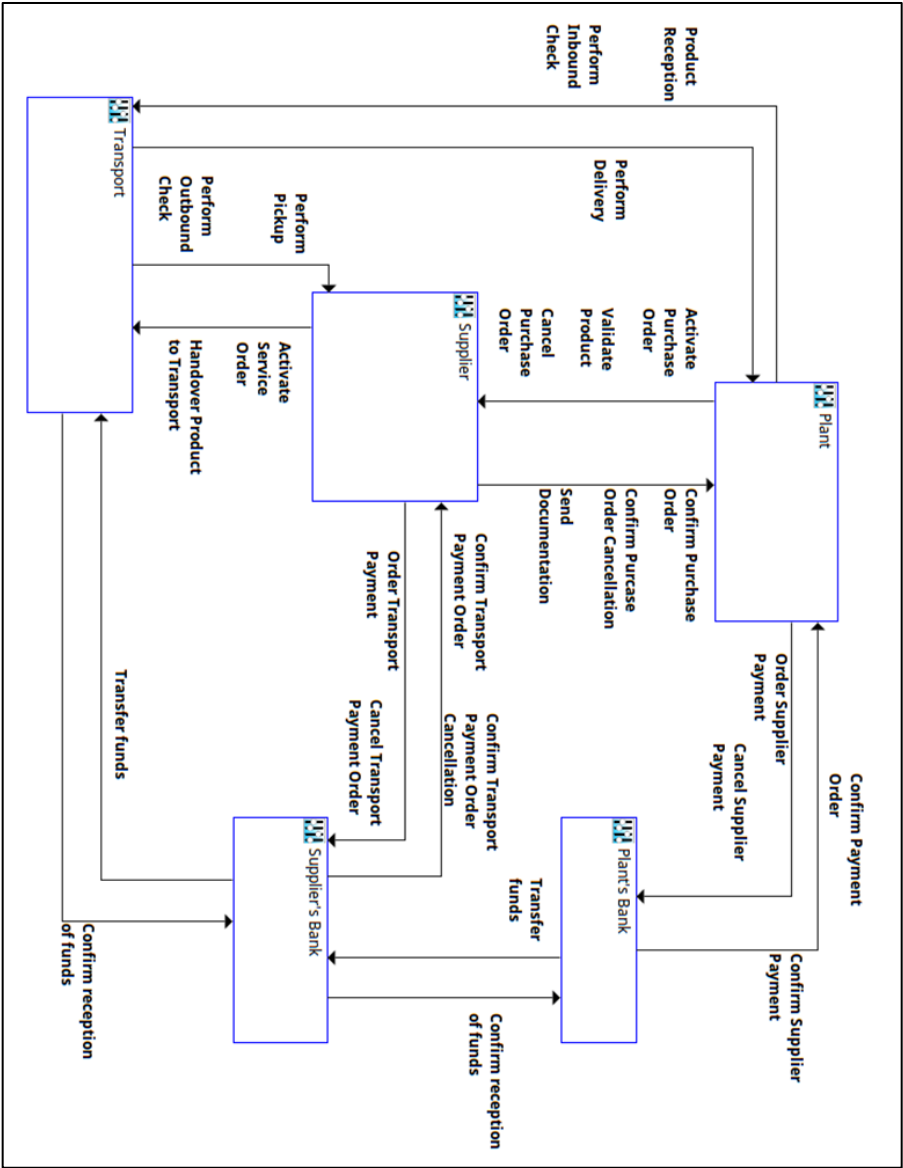 Product
Reception
Perform
Inbound
Check
Perform
Delivery
Plant
Activate
Purchase
Order
Validate
Product
Cancel
Purchase
Order
Confirm Purchase
Order
Confirm Purcase
Order Cancellation
Send
Documentation
Order Supplier
Payment
Cancel Supplier
Payment
Confirm Payment
Order
Confirm Supplier
Payment
Supplier
Perform
Pickup
Perform
Outbound
Check
Activate
Service
Order
Handover Product
to Transport
Transport
Confirm Transport
Payment Order
Confirm Transport
Payment Order
Cancellation
Order Transport
Payment
Cancel Transport
Payment Order
Plant's Bank
Transfer
funds
Confirm reception
of funds
Supplier's Bank
Transfer funds
Confirm reception
of funds